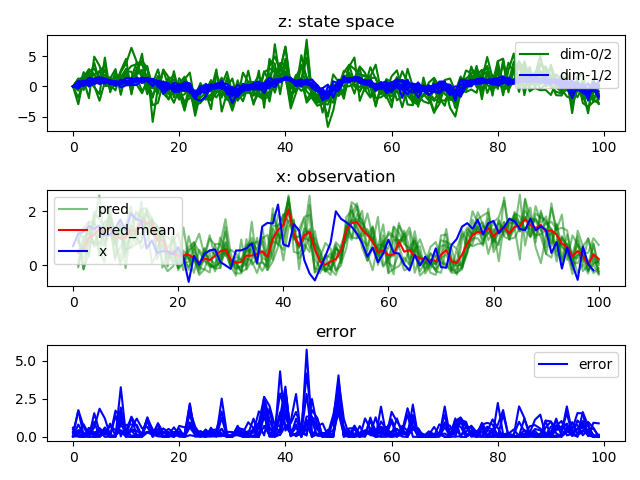 z: state space
5
0
−5
dim-0/2
dim-1/2
0 20 40 60 80 100
x: observation
2
0
pred
pred_mean
x
0 20 40 60 80 100
error
5.0
2.5
0.0
error
0 20 40 60 80 100